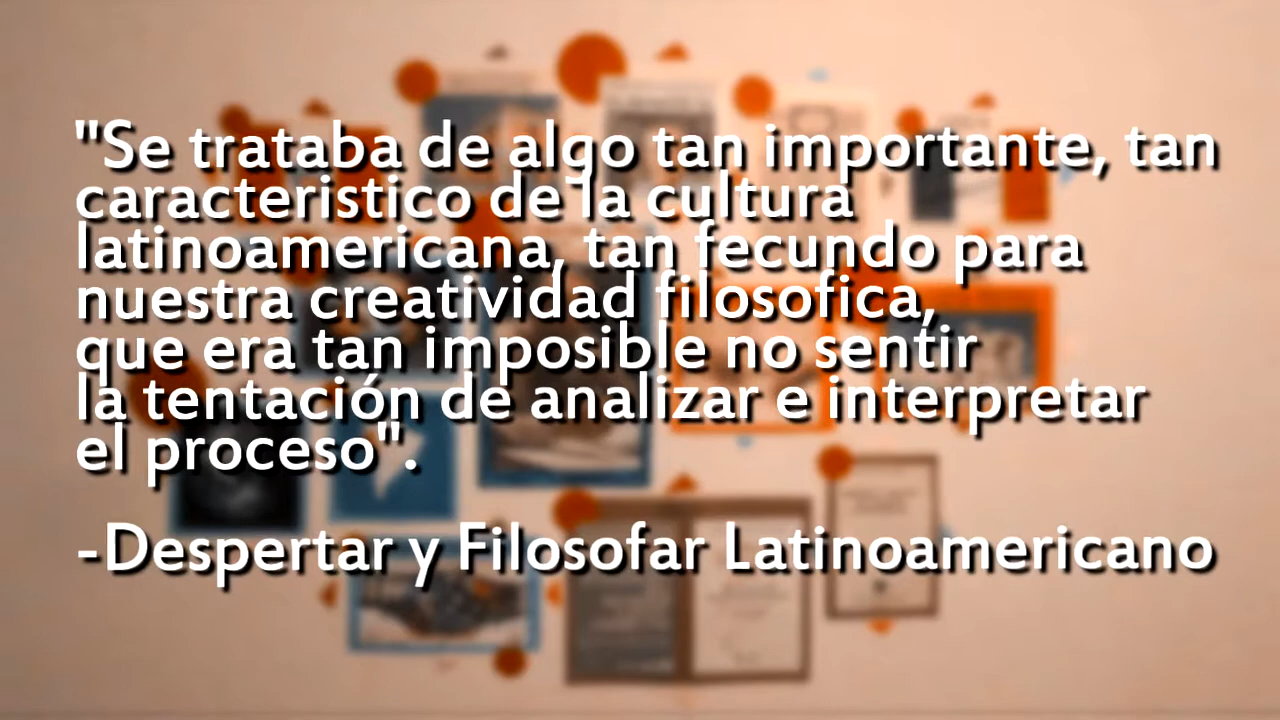 "Se trataba de algo tan importante, tan
caracteristico de la cultura
latinoamericana, tan fecundo para
nuestra creatividad filosofica,
que era tan imposible no sentir
la tentación de analizar e interpretar
el proceso".
-Despertar y Filosofar Latinoamericano